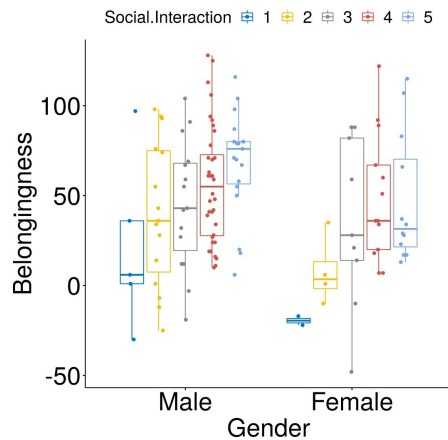 Social.Interaction 1 2 3 4 5
Belongingness
100
50
0
-50
Male Female
Gender